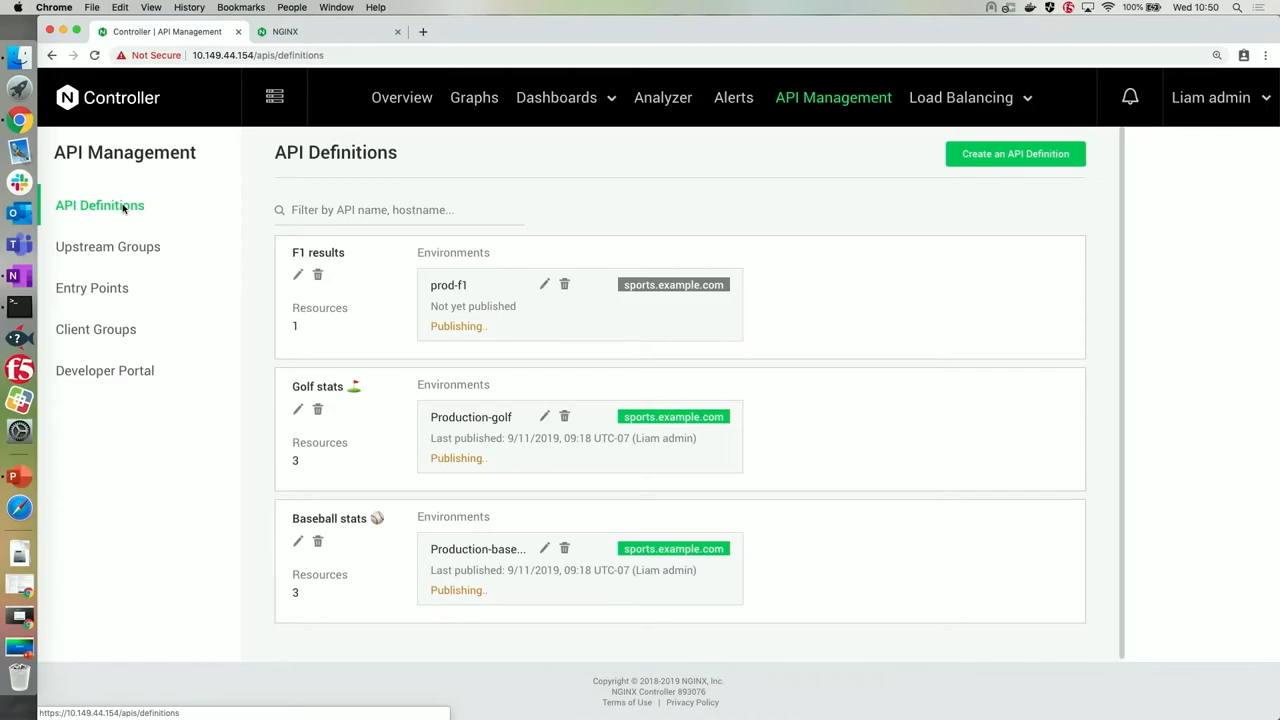 Chrome File Edit View History Bookmarks People Window Help
100% Wed 10:50
Controller | API Management
NGINX
Not Secure 10.149.44.154/apis/definitions
N Controller
Overview Graphs Dashboards Analyzer Alerts API Management Load Balancing
Liam admin
API Management
API Definitions
Upstream Groups
Entry Points
Client Groups
Developer Portal
API Definitions
Create an API Definition
Filter by API name, hostname...
F1 results
Resources
1
Environments
prod-f1
sports.example.com
Not yet published
Publishing..
Golf stats
Resources
3
Environments
Production-golf
sports.example.com
Last published: 9/11/2019, 09:18 UTC-07 (Liam admin)
Publishing..
Baseball stats
Resources
3
Environments
Production-base...
sports.example.com
Last published: 9/11/2019, 09:18 UTC-07 (Liam admin)
Publishing..
Copyright © 2018-2019 NGINX, Inc.
NGINX Controller 893076
Terms of Use | Privacy Policy
https://10.149.44.154/apis/definitions